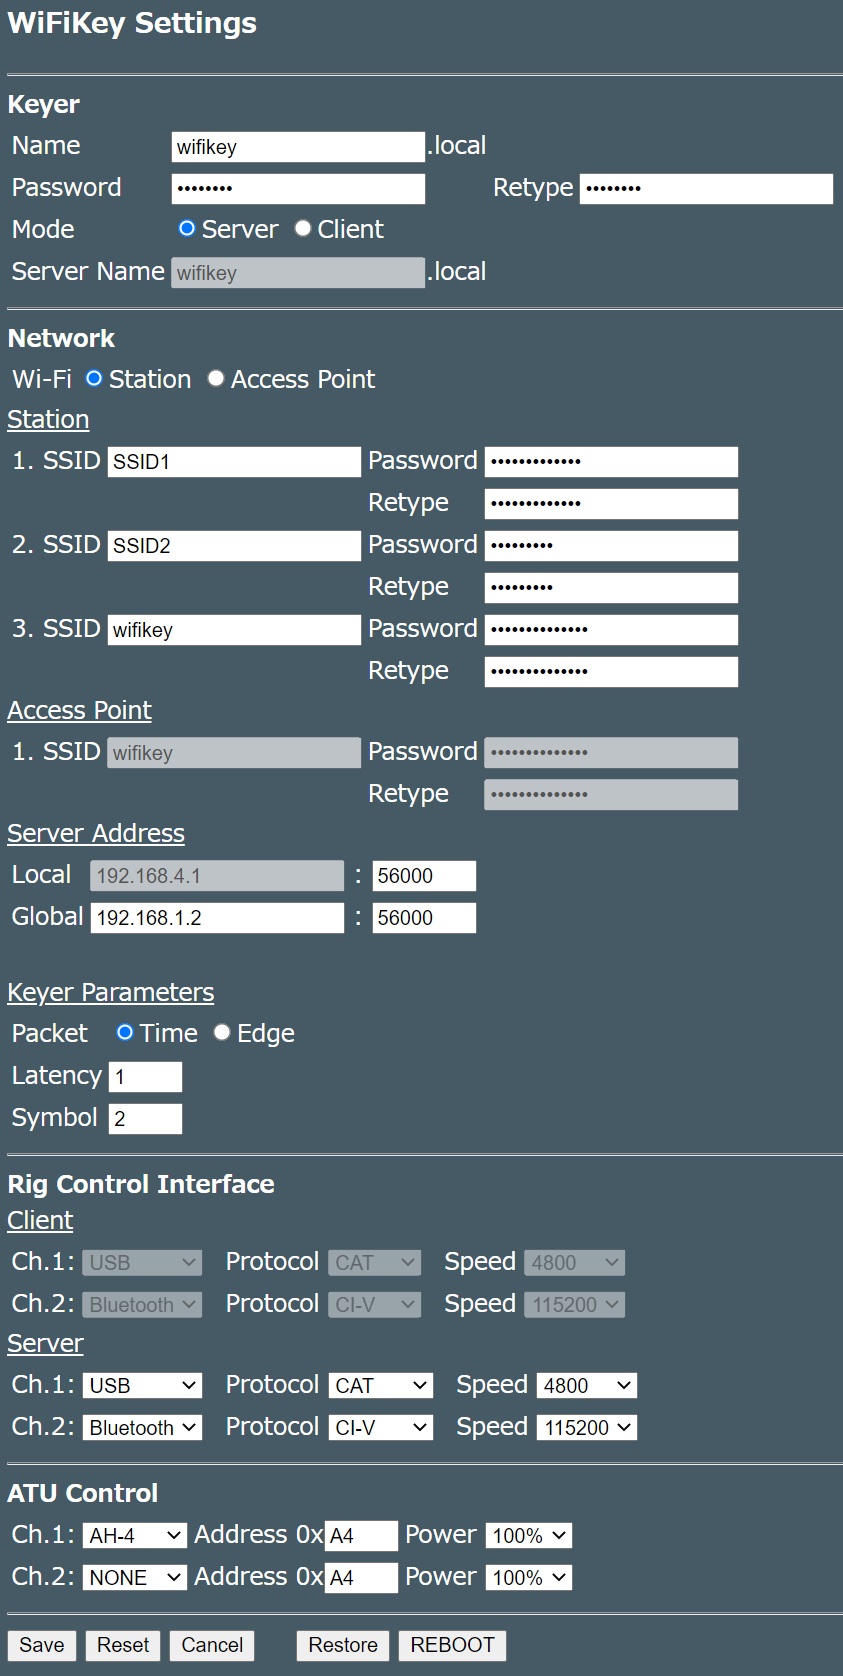 WiFiKey Settings
Keyer
Name wifikey .local
Password •••••••• Retype ••••••••
Mode Server Client
Server Name wifikey .local
Network
Wi-Fi Station Access Point
Station
1. SSID SSID1 Password •••••••••••••
Retype •••••••••••••
2. SSID SSID2 Password •••••••••
Retype •••••••••
3. SSID wifikey Password ••••••••••••••
Retype ••••••••••••••
Access Point
1. SSID wifikey Password ••••••••••••••
Retype ••••••••••••••
Server Address
Local 192.168.4.1 : 56000
Global 192.168.1.2 : 56000
Keyer Parameters
Packet Time Edge
Latency 1
Symbol 2
Rig Control Interface
Client
Ch.1: USB Protocol CAT Speed 4800
Ch.2: Bluetooth Protocol CI-V Speed 115200
Server
Ch.1: USB Protocol CAT Speed 4800
Ch.2: Bluetooth Protocol CI-V Speed 115200
ATU Control
Ch.1: AH-4 Address 0x A4 Power 100%
Ch.2: NONE Address 0x A4 Power 100%
Save Reset Cancel Restore REBOOT